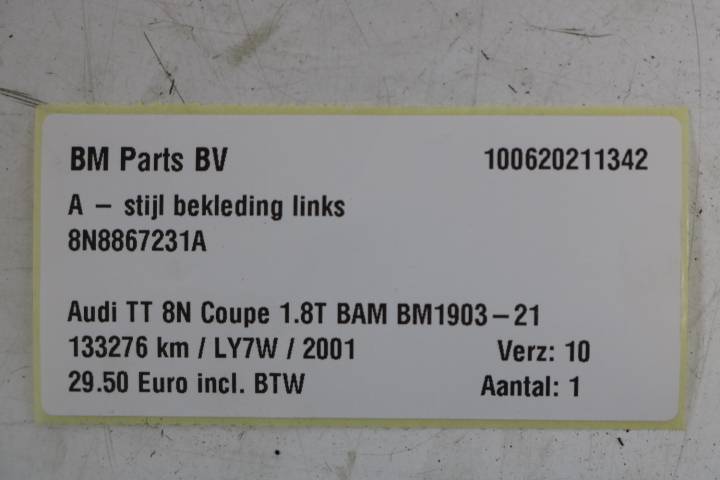 BM Parts BV 100620211342
A – stijl bekleding links
8N8867231A
Audi TT 8N Coupe 1.8T BAM BM1903–21
133276 km / LY7W / 2001 Verz: 10
29.50 Euro incl. BTW Aantal: 1